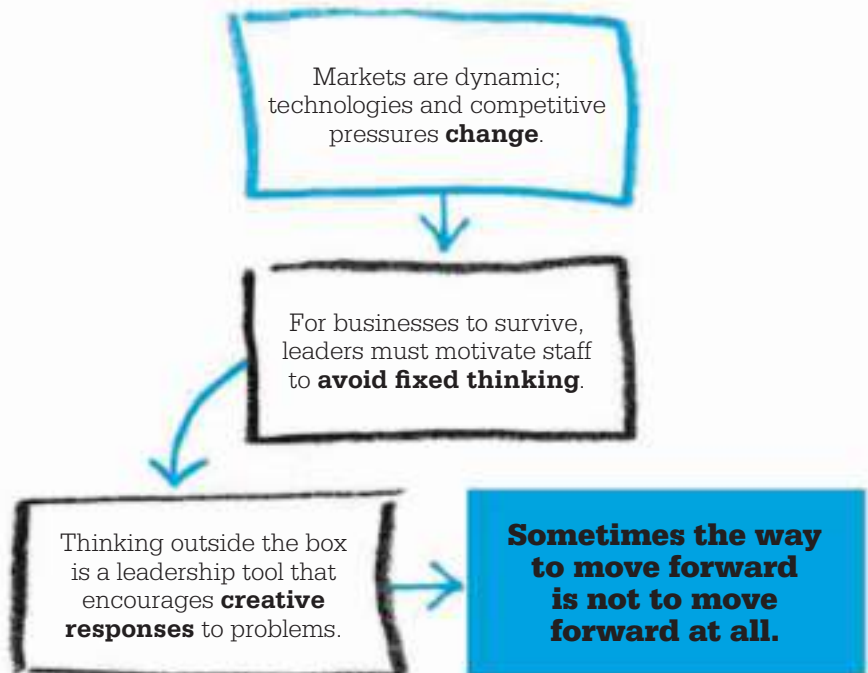 Markets are dynamic;
technologies and competitive
pressures change.
For businesses to survive,
leaders must motivate staff
to avoid fixed thinking.
Thinking outside the box
is a leadership tool that
encourages creative
responses to problems.
Sometimes the way
to move forward
is not to move
forward at all.